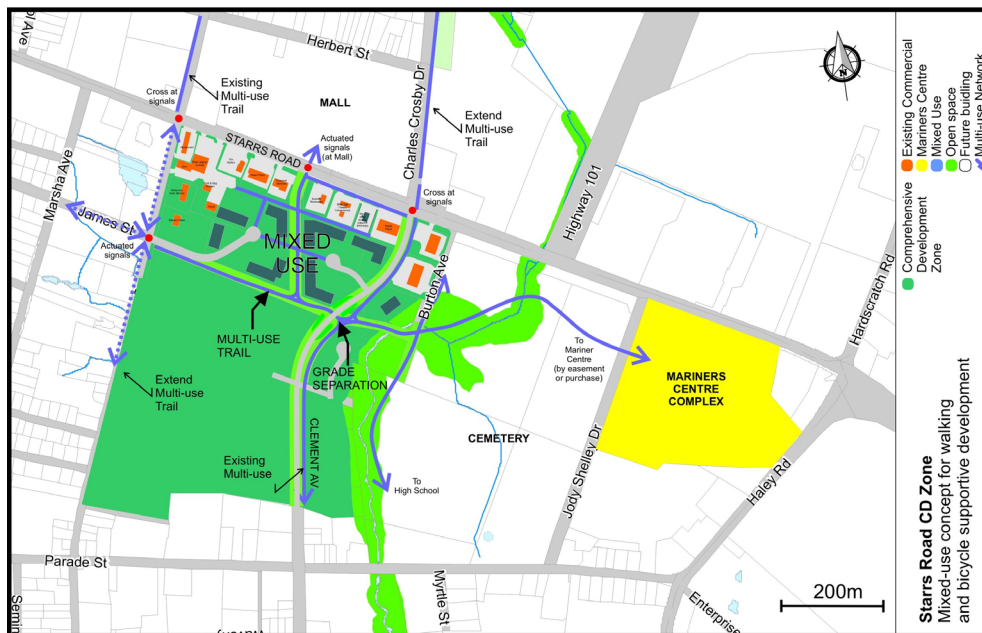 Herbert St
Cross at
signals
Existing
Multi-use
Trail
MALL
Charles Crosby Dr
Extend
Multi-use
Trail
STARRS ROAD
Actuated
signals
(at Mall)
Cross at
signals
Highway 101
Marsha Ave
James St
Actuated
signals
MIXED
USE
Burton Ave
Hardscratch Rd
MULTI-USE
TRAIL
GRADE
SEPARATION
To
Mariner
Centre
(by easement
or purchase)
MARINERS
CENTRE
COMPLEX
Extend
Multi-use
Trail
CLEMENT AV
CEMETERY
Existing
Multi-use
To
High School
Jody Shelley Dr
Haley Rd
Parade St
Myrtle St
Enterprise
200m
N
Existing Commercial
Mariners Centre
Mixed Use
Open space
Future buidling
Multi-use Network
Comprehensive
Development
Zone
Starrs Road CD Zone
Mixed-use concept for walking
and bicycle supportive development